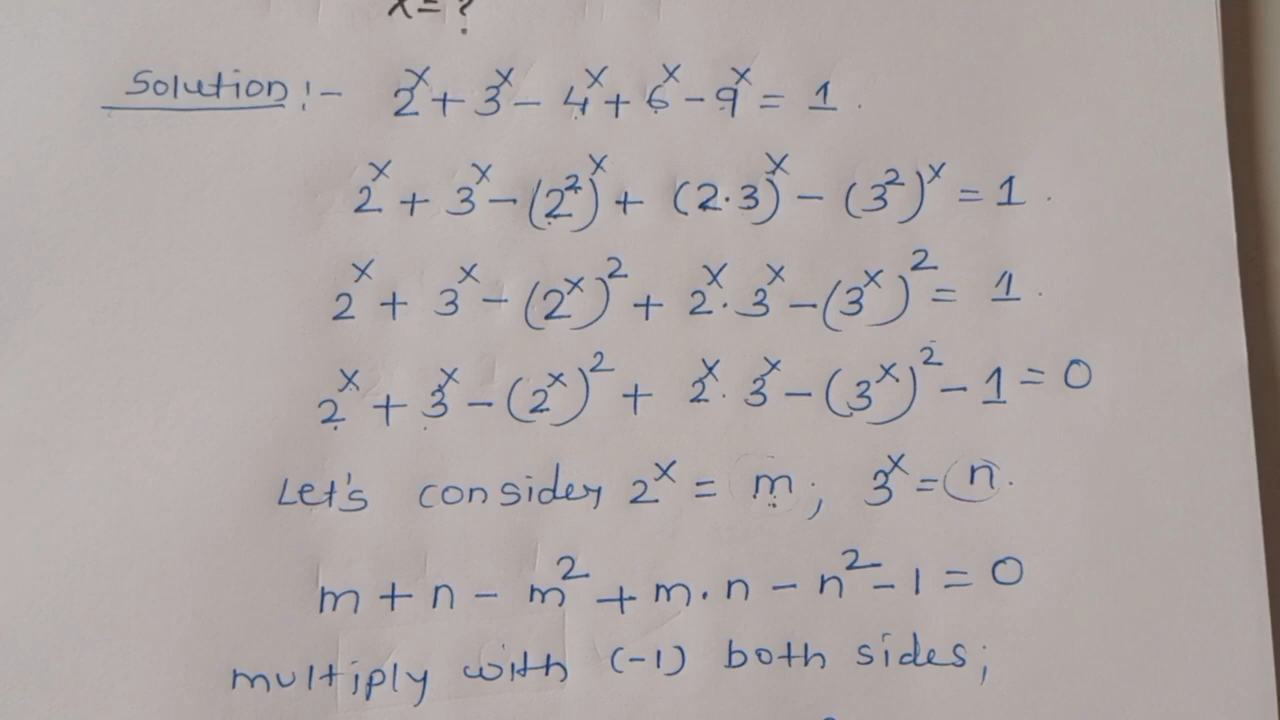 x = ?
Solution :- 2^x + 3^x - 4^x + 6^x - 9^x = 1.
2^x + 3^x - (2^2)^x + (2·3)^x - (3^2)^x = 1.
2^x + 3^x - (2^x)^2 + 2^x·3^x - (3^x)^2 = 1.
2^x + 3^x - (2^x)^2 + 2^x·3^x - (3^x)^2 - 1 = 0
Let's consider 2^x = m; 3^x = n.
m + n - m^2 + m·n - n^2 - 1 = 0
multiply with (-1) both sides;